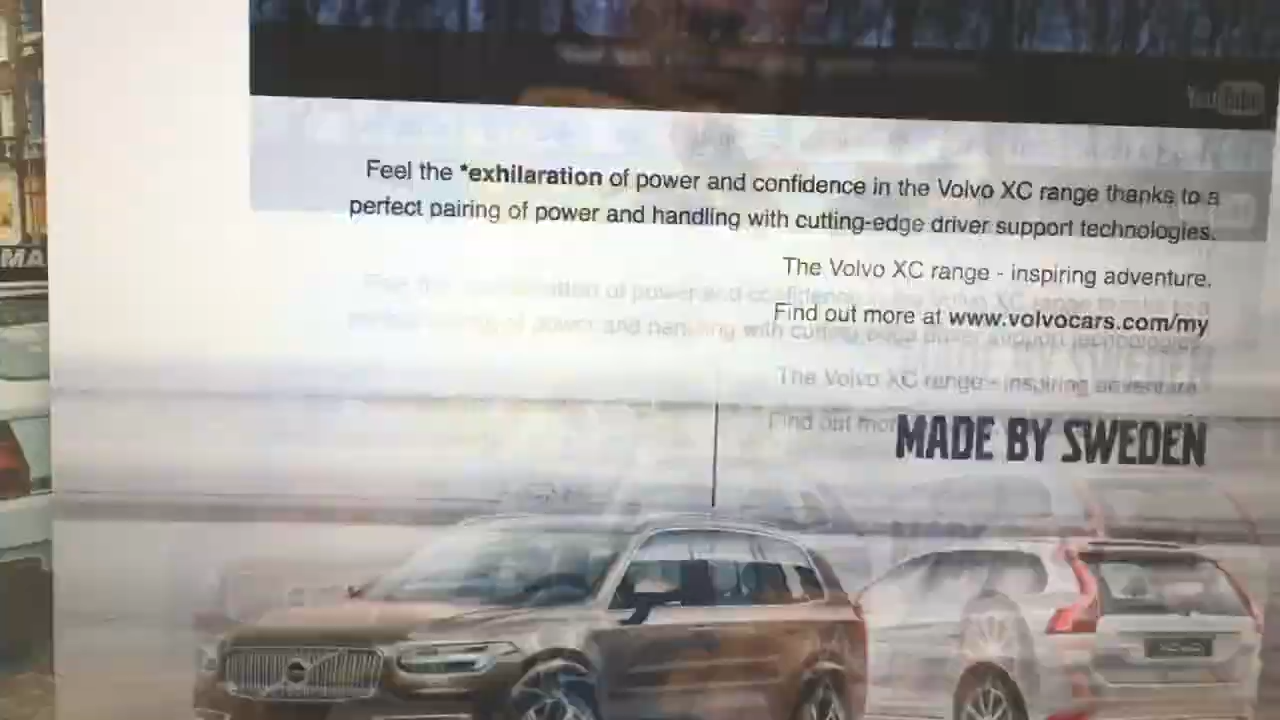 YouTube
Feel the *exhilaration of power and confidence in the Volvo XC range thanks to a
perfect pairing of power and handling with cutting-edge driver support technologies.
The Volvo XC range - inspiring adventure.
Find out more at www.volvocars.com/my
MADE BY SWEDEN
MA